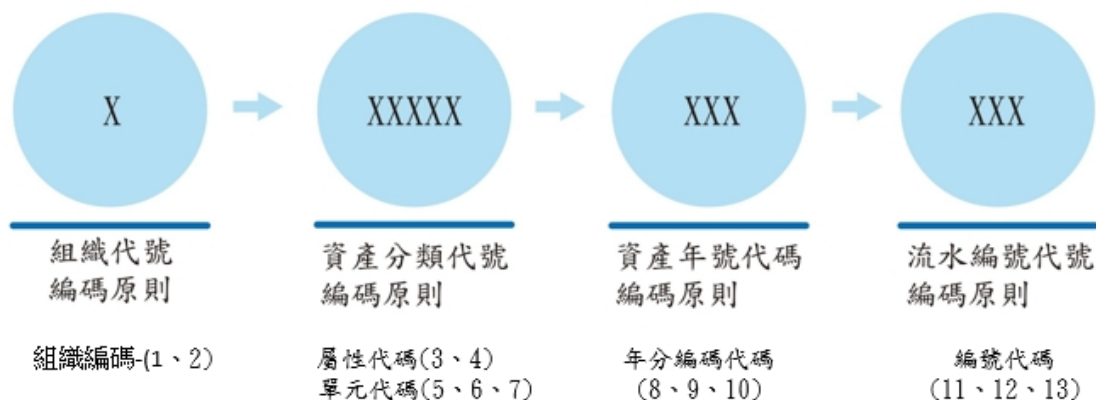 X
XXXXX
XXX
XXX
組織代號
編碼原則
資產分類代號
編碼原則
資產年號代碼
編碼原則
流水編號代號
編碼原則
組織編碼-(1、2)
屬性代碼(3、4)
單元代碼(5、6、7)
年分編碼代碼
(8、9、10)
編號代碼
(11、12、13)